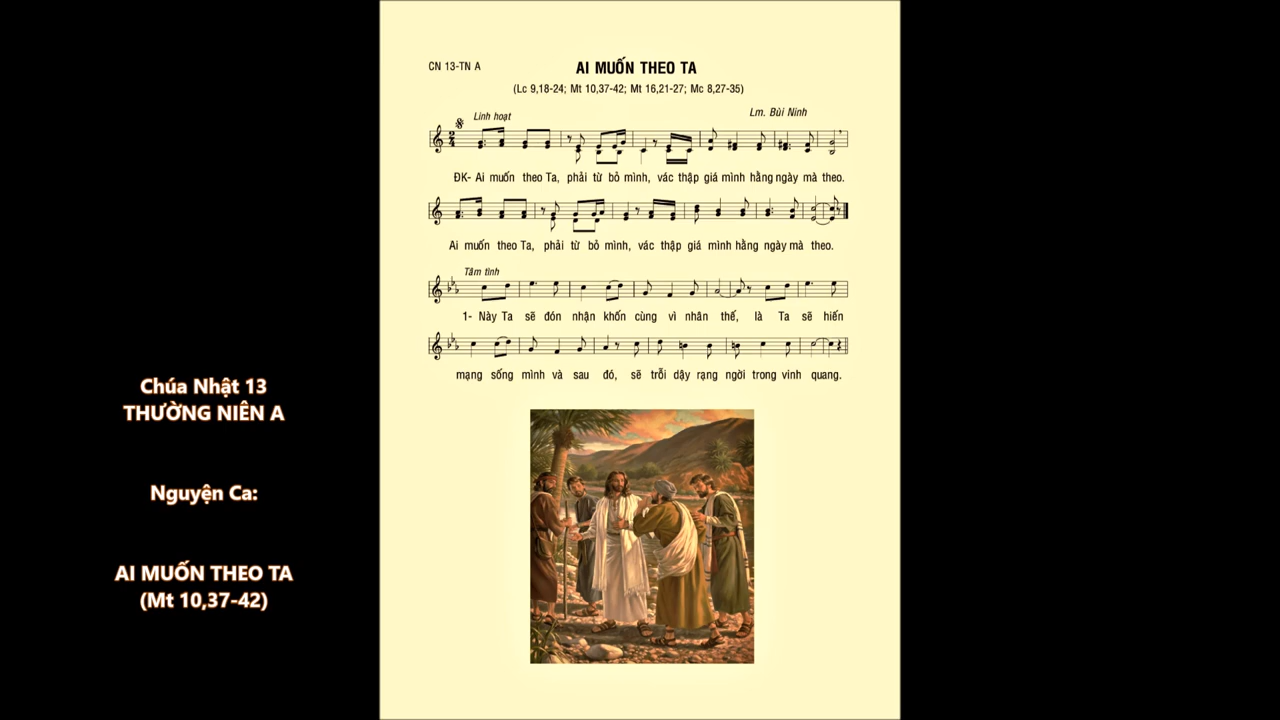 CN 13-TN A
AI MUỐN THEO TA
(Lc 9,18-24; Mt 10,37-42; Mt 16,21-27; Mc 8,27-35)
Linh hoạt
Lm. Bùi Ninh
2
4
ĐK- Ai muốn theo Ta, phải từ bỏ mình, vác thập giá mình hằng ngày mà theo.
Ai muốn theo Ta, phải từ bỏ mình, vác thập giá mình hằng ngày mà theo.
Tâm tình
1- Này Ta sẽ đón nhận khốn cùng vì nhân thế, là Ta sẽ hiến
mạng sống mình và sau đó, sẽ trỗi dậy rạng ngời trong vinh quang.
Chúa Nhật 13
THƯỜNG NIÊN A
Nguyện Ca:
AI MUỐN THEO TA
(Mt 10,37-42)